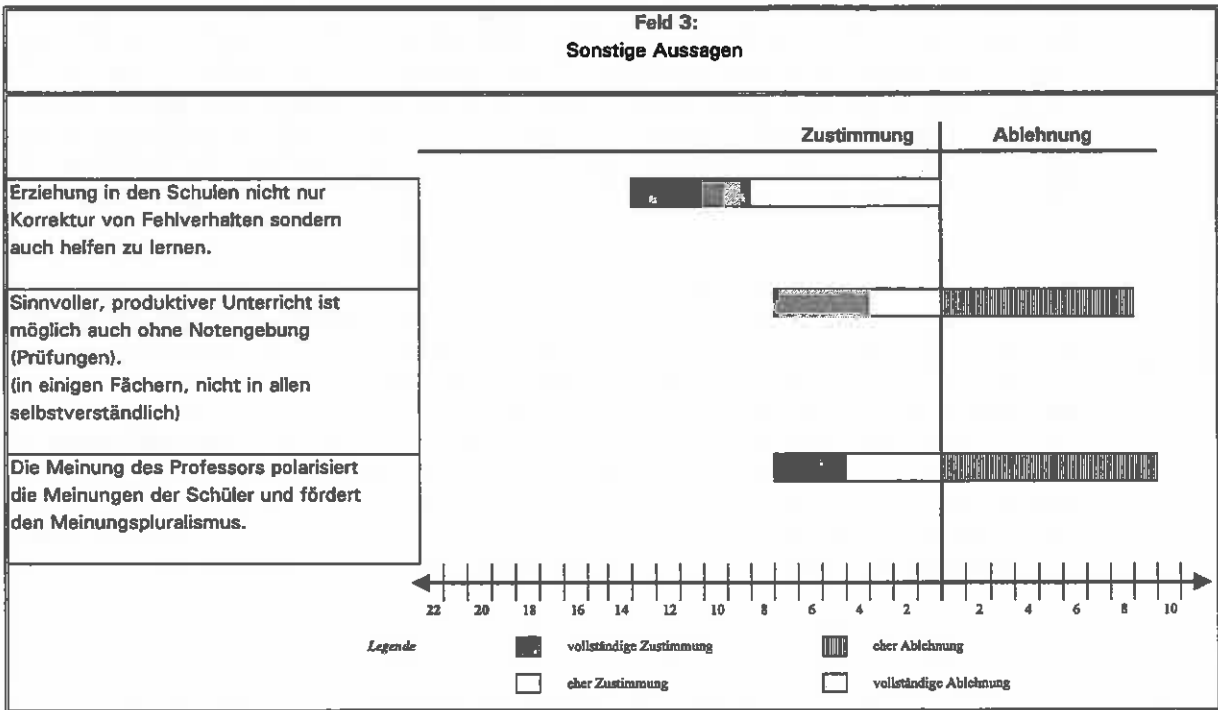 Feld 3:
Sonstige Aussagen
Zustimmung Ablehnung
Erziehung in den Schulen nicht nur
Korrektur von Fehlverhalten sondern
auch helfen zu lernen.
Sinnvoller, produktiver Unterricht ist
möglich auch ohne Notengebung
(Prüfungen).
(in einigen Fächern, nicht in allen
selbstverständlich)
Die Meinung des Professors polarisiert
die Meinungen der Schüler und fördert
den Meinungspluralismus.
22 20 18 16 14 12 10 8 6 4 2 2 4 6 8 10
Legende vollständige Zustimmung eher Ablehnung
eher Zustimmung vollständige Ablehnung